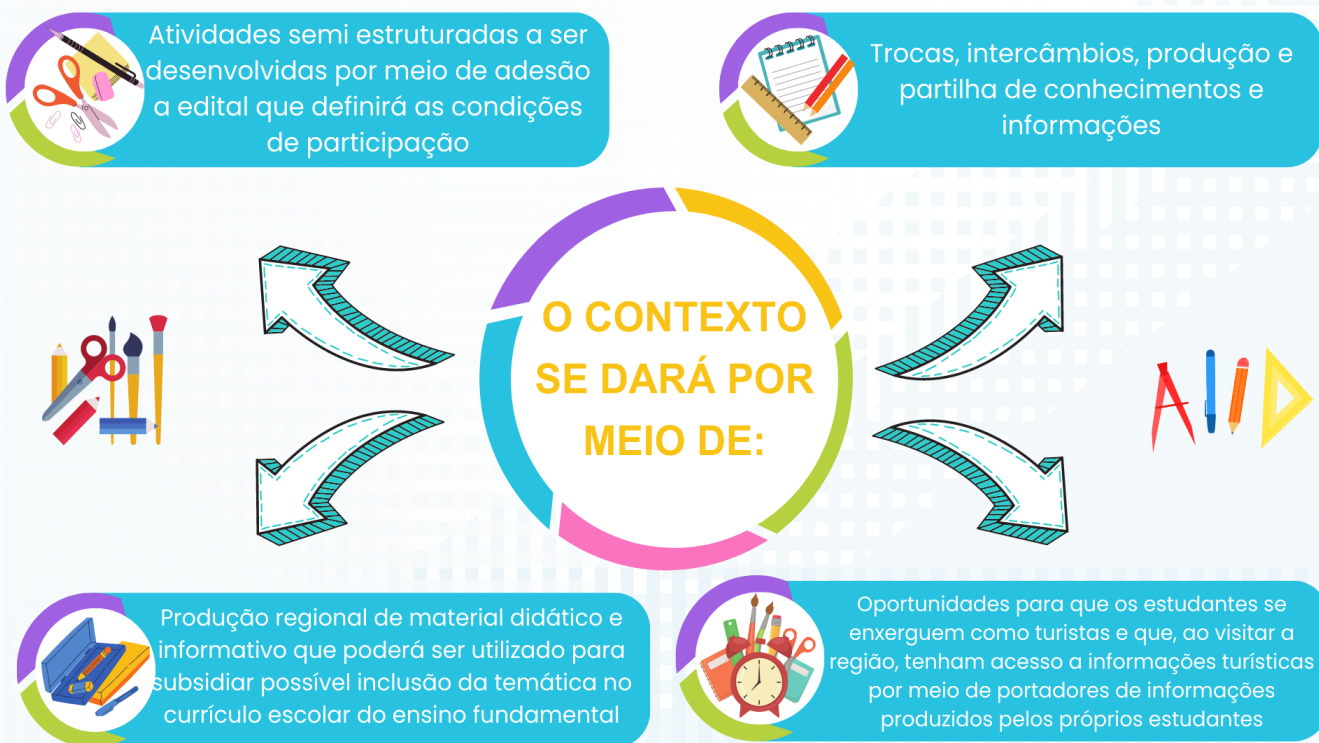 Atividades semi estruturadas a ser
desenvolvidas por meio de adesão
a edital que definirá as condições
de participação
Trocas, intercâmbios, produção e
partilha de conhecimentos e
informações
O CONTEXTO
SE DARÁ POR
MEIO DE:
Produção regional de material didático e
informativo que poderá ser utilizado para
subsidiar possível inclusão da temática no
currículo escolar do ensino fundamental
Oportunidades para que os estudantes se
enxerguem como turistas e que, ao visitar a
região, tenham acesso a informações turísticas
por meio de portadores de informações
produzidos pelos próprios estudantes